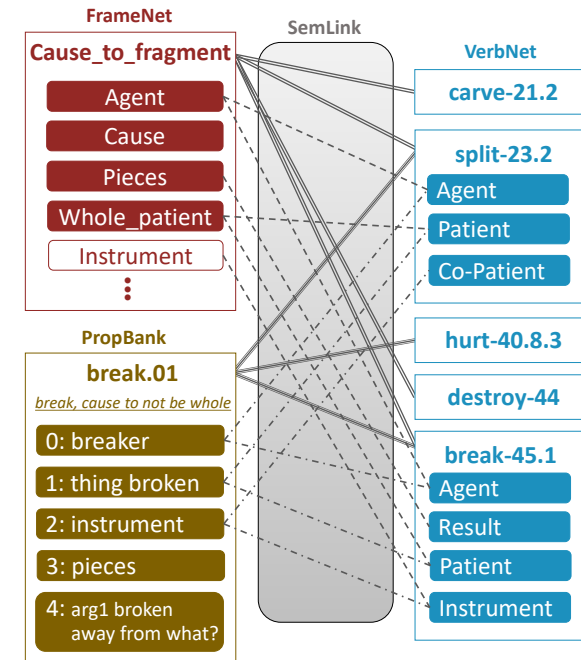 FrameNet
Cause_to_fragment
Agent
Cause
Pieces
Whole_patient
Instrument
PropBank
break.01
break, cause to not be whole
0: breaker
1: thing broken
2: instrument
3: pieces
4: arg1 broken
away from what?
SemLink
VerbNet
carve-21.2
split-23.2
Agent
Patient
Co-Patient
hurt-40.8.3
destroy-44
break-45.1
Agent
Result
Patient
Instrument